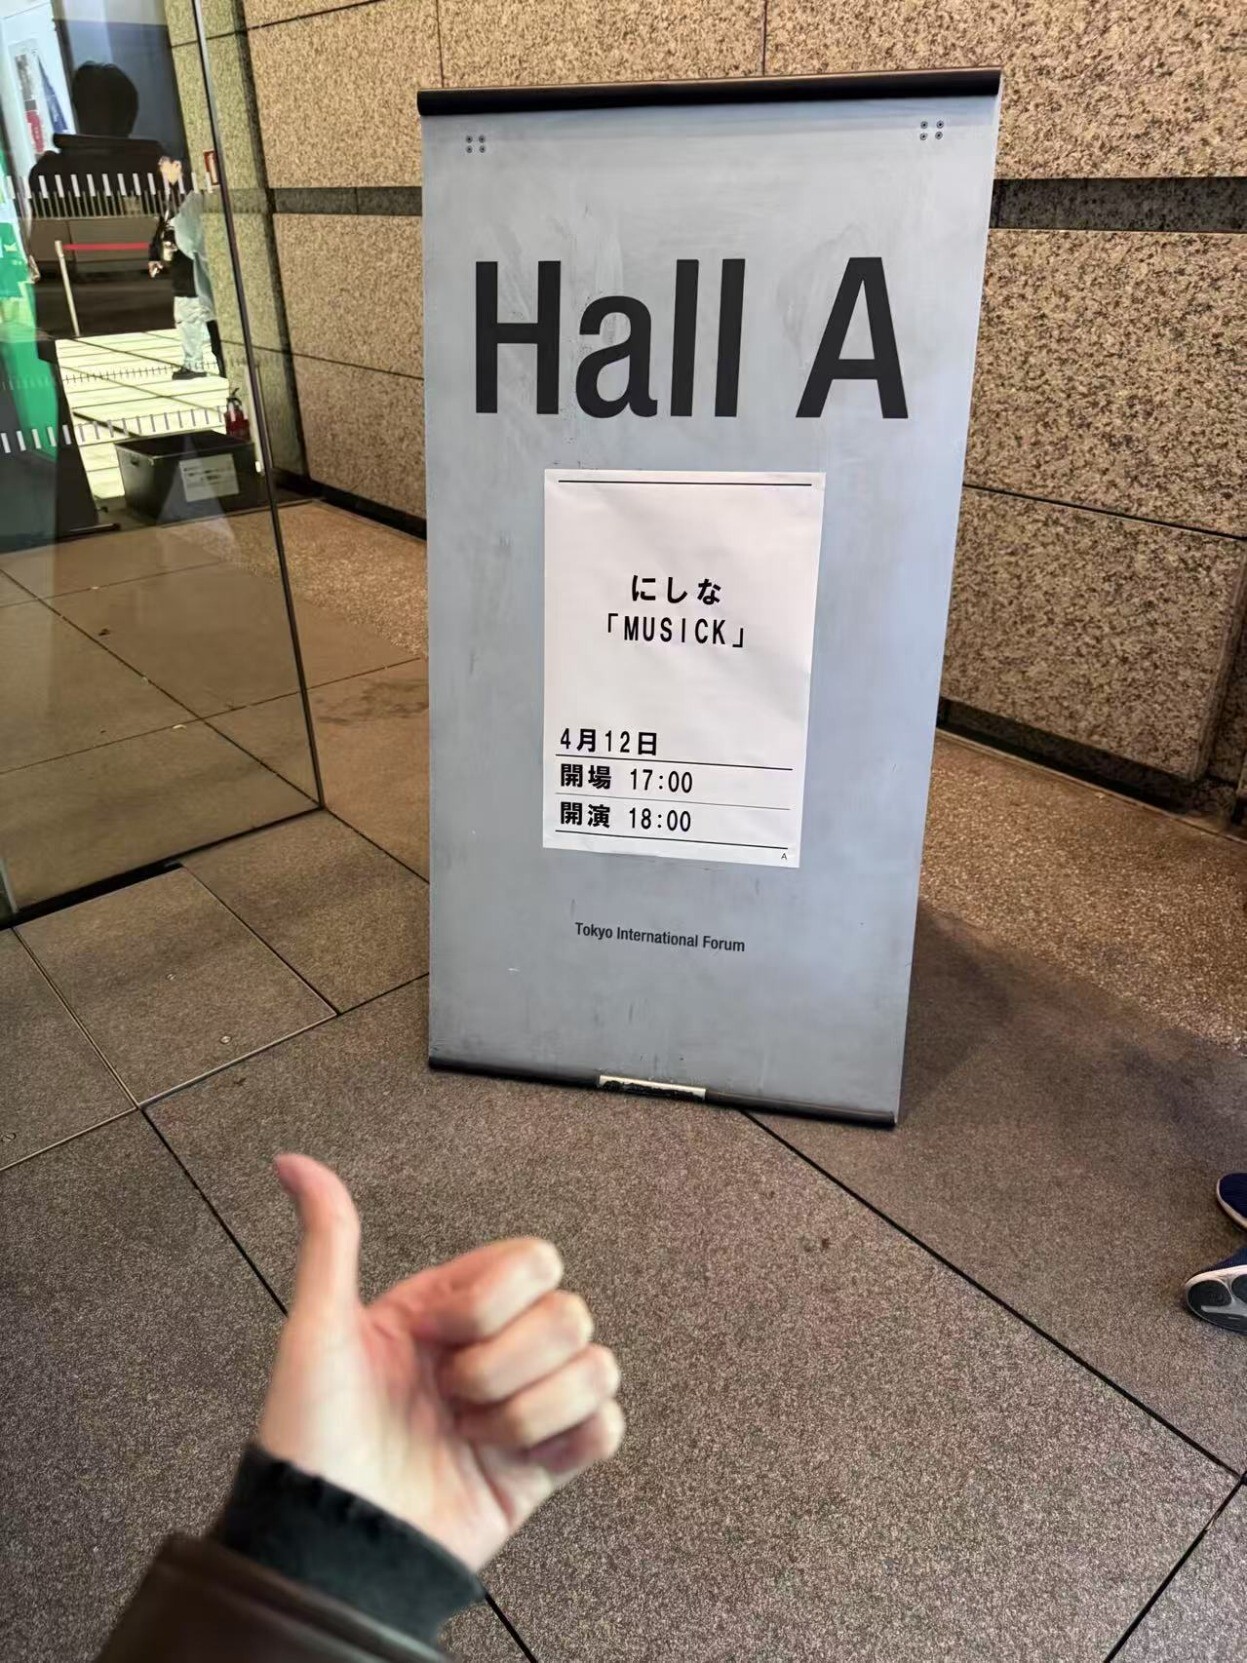 Hall A
にしな
「MUSICK」
4月12日
開場 17:00
開演 18:00
A
Tokyo International Forum